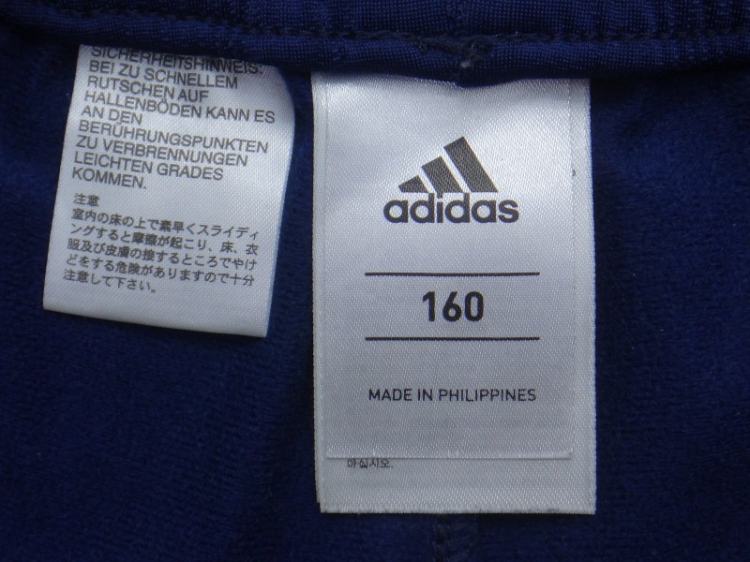 SICHERHEITSHINWEIS:
BEI ZU SCHNELLEM
RUTSCHEN AUF
HALLENBÖDEN KANN ES
AN DEN
BERÜHRUNGSPUNKTEN
ZU VERBRENNUNGEN
LEICHTEN GRADES
KOMMEN.
注意
室内の床の上で素早くスライディ
ングすると摩擦が起こり、床、衣
服及び皮膚の接するところでやけ
どをする危険がありますので十分
注意して下さい。
adidas
160
MADE IN PHILIPPINES
마십시오.